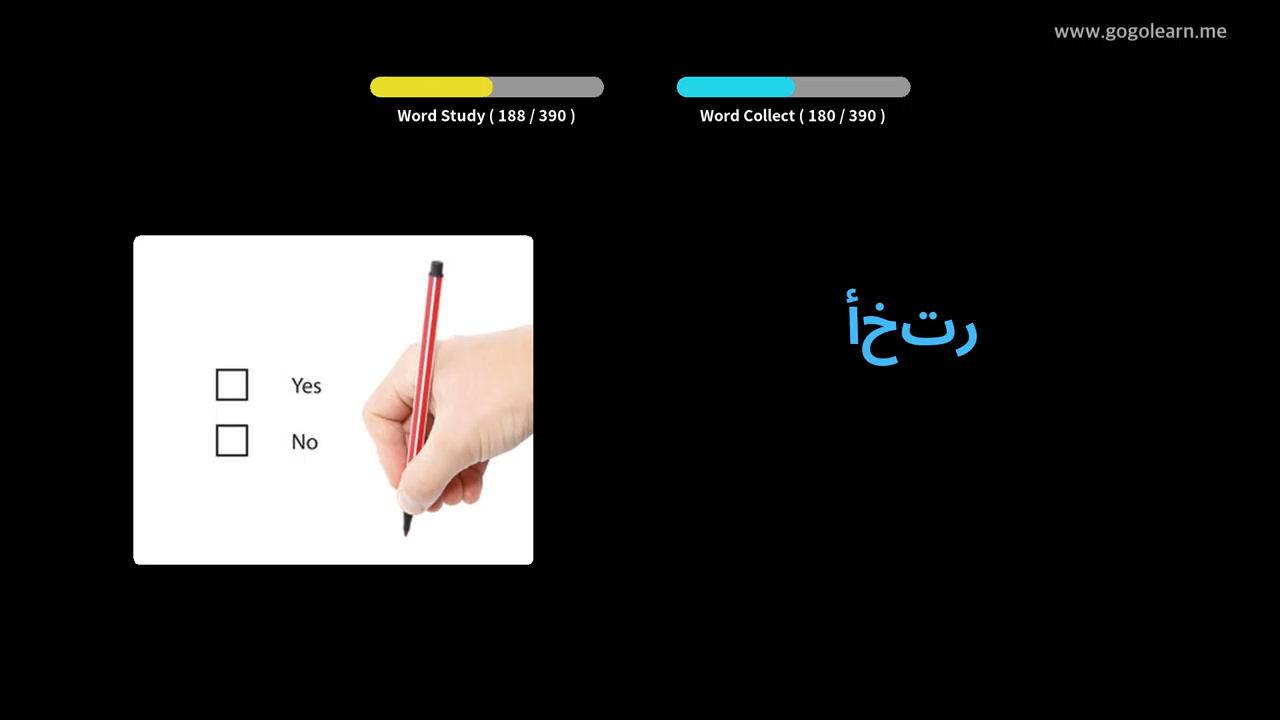 www.gogolearn.me
Word Study ( 188 / 390 )
Word Collect ( 180 / 390 )
Yes
No
رتخأ